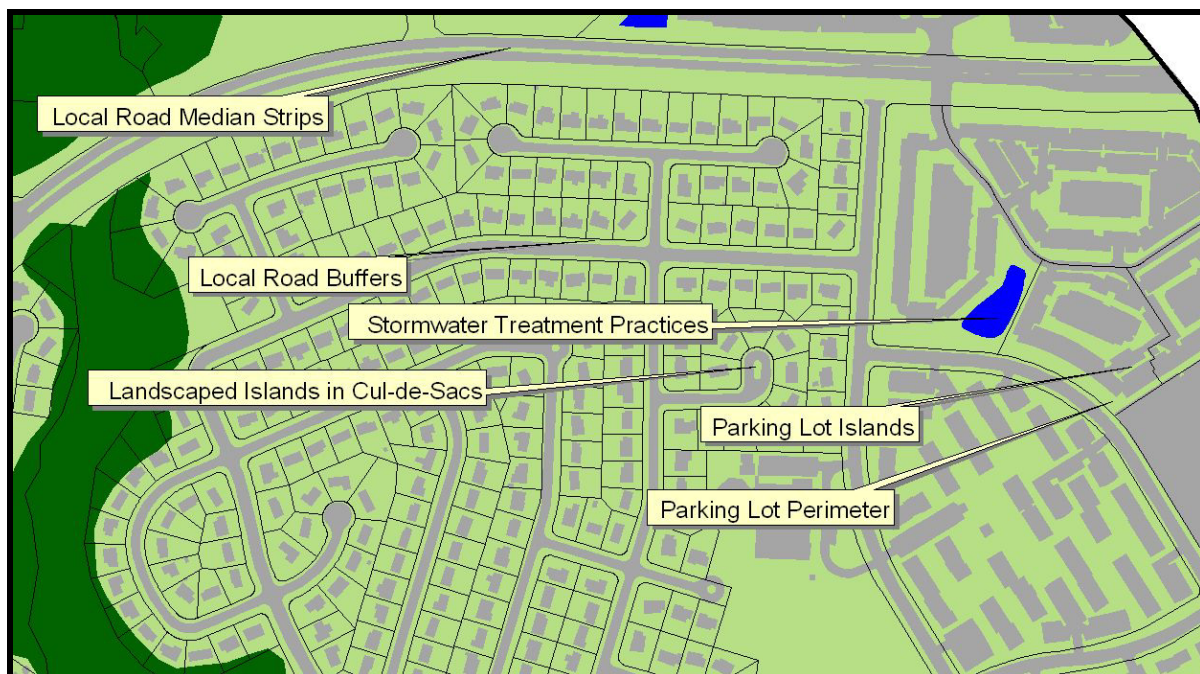 Local Road Median Strips
Local Road Buffers
Stormwater Treatment Practices
Landscaped Islands in Cul-de-Sacs
Parking Lot Islands
Parking Lot Perimeter